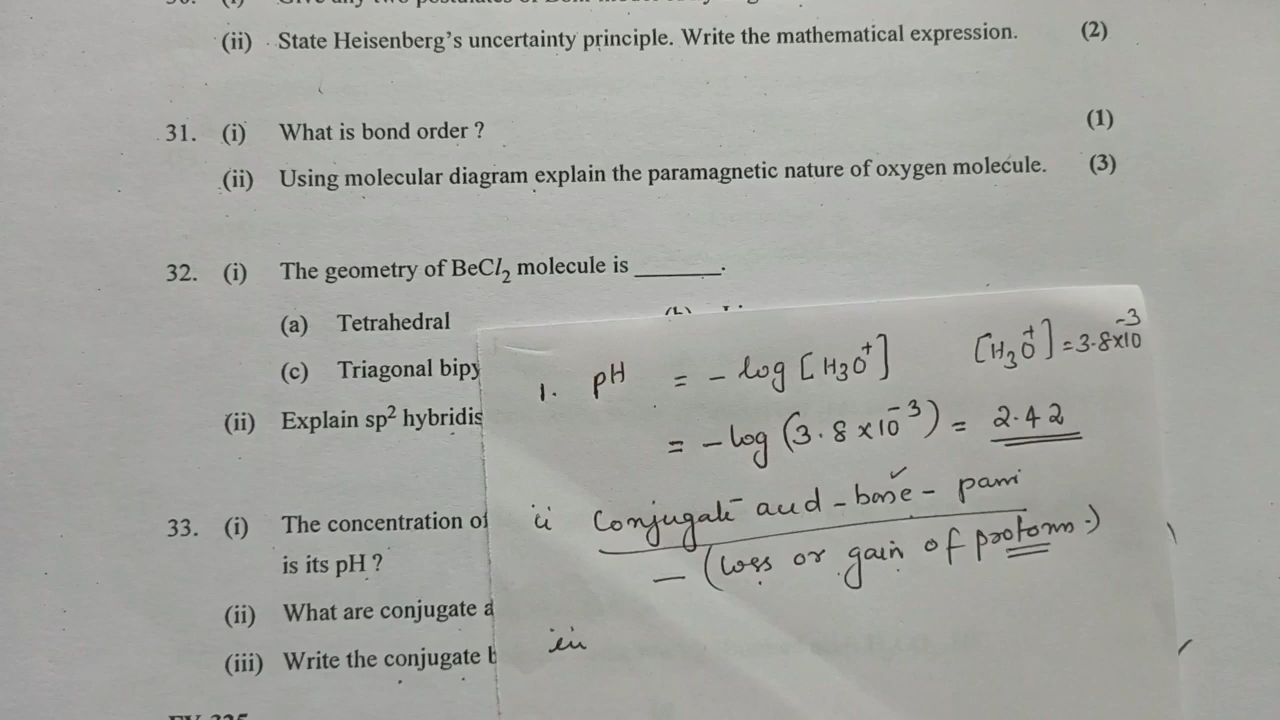 (ii) State Heisenberg's uncertainty principle. Write the mathematical expression. (2)
31. (i) What is bond order ? (1)
(ii) Using molecular diagram explain the paramagnetic nature of oxygen molecule. (3)
32. (i) The geometry of BeCl₂ molecule is ______.
(a) Tetrahedral
(c) Triagonal bipy
(ii) Explain sp² hybridis
33. (i) The concentration of
is its pH ?
(ii) What are conjugate a
(iii) Write the conjugate b
1. pH = - log [H₃O⁺] [H₃O⁺] = 3.8×10⁻³
= - log (3.8 × 10⁻³) = 2.42
ii Conjugate acid - base - pair
— (loss or gain of protons.)
iii